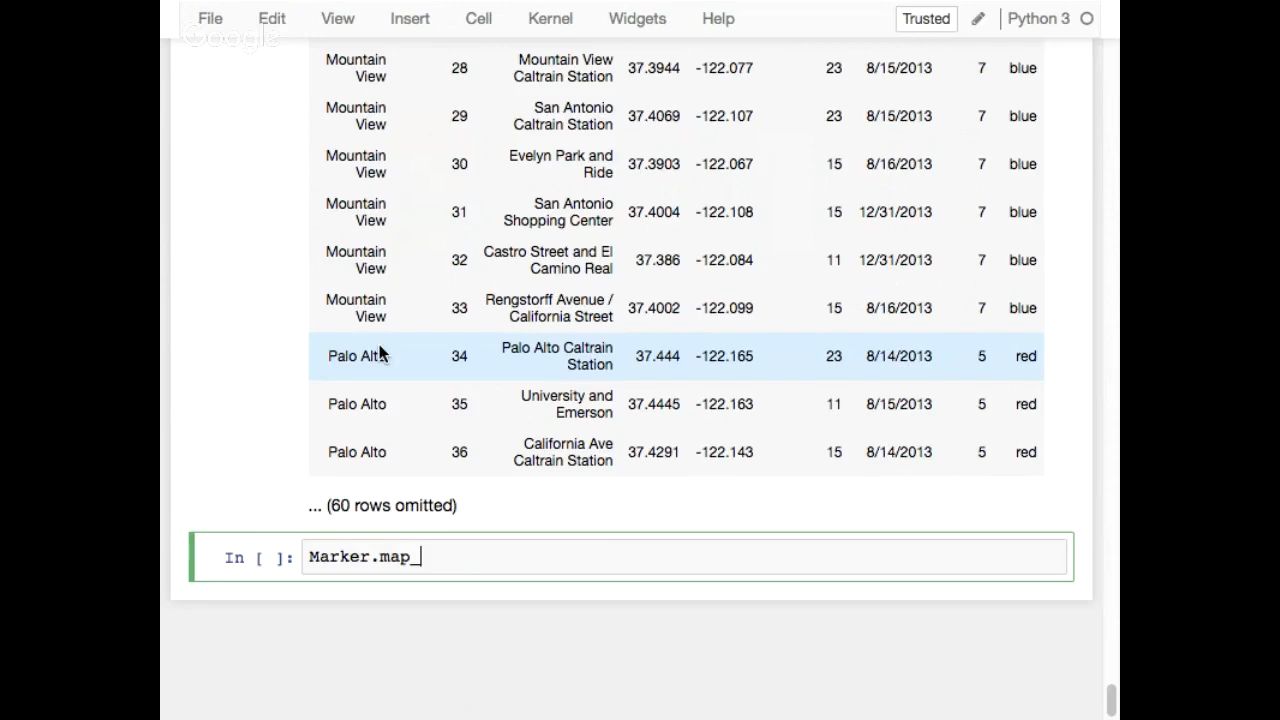 File Edit View Insert Cell Kernel Widgets Help Trusted Python 3
Google
Mountain View 28 Mountain View Caltrain Station 37.3944 -122.077 23 8/15/2013 7 blue
Mountain View 29 San Antonio Caltrain Station 37.4069 -122.107 23 8/15/2013 7 blue
Mountain View 30 Evelyn Park and Ride 37.3903 -122.067 15 8/16/2013 7 blue
Mountain View 31 San Antonio Shopping Center 37.4004 -122.108 15 12/31/2013 7 blue
Mountain View 32 Castro Street and El Camino Real 37.386 -122.084 11 12/31/2013 7 blue
Mountain View 33 Rengstorff Avenue / California Street 37.4002 -122.099 15 8/16/2013 7 blue
Palo Alto 34 Palo Alto Caltrain Station 37.444 -122.165 23 8/14/2013 5 red
Palo Alto 35 University and Emerson 37.4445 -122.163 11 8/15/2013 5 red
Palo Alto 36 California Ave Caltrain Station 37.4291 -122.143 15 8/14/2013 5 red
... (60 rows omitted)
In [ ]: Marker.map_